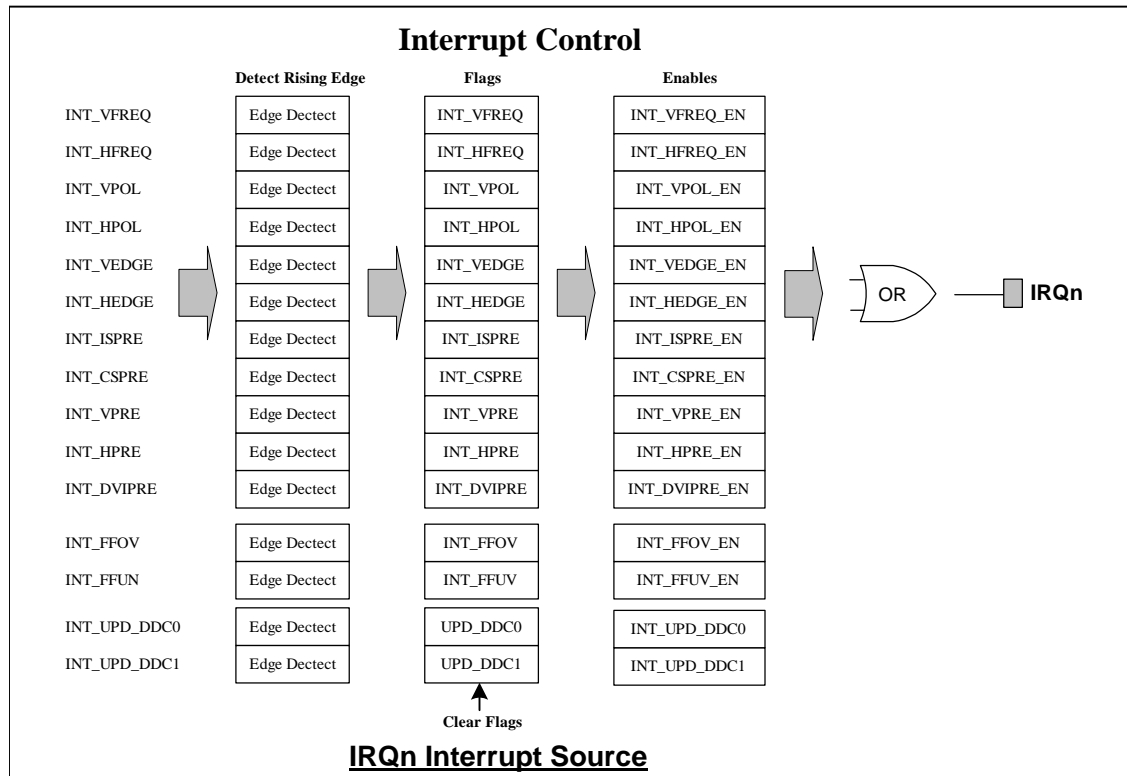 Interrupt Control
Detect Rising Edge Flags Enables
INT_VFREQ Edge Dectect INT_VFREQ INT_VFREQ_EN
INT_HFREQ Edge Dectect INT_HFREQ INT_HFREQ_EN
INT_VPOL Edge Dectect INT_VPOL INT_VPOL_EN
INT_HPOL Edge Dectect INT_HPOL INT_HPOL_EN
INT_VEDGE Edge Dectect INT_VEDGE INT_VEDGE_EN
INT_HEDGE Edge Dectect INT_HEDGE INT_HEDGE_EN OR IRQn
INT_ISPRE Edge Dectect INT_ISPRE INT_ISPRE_EN
INT_CSPRE Edge Dectect INT_CSPRE INT_CSPRE_EN
INT_VPRE Edge Dectect INT_VPRE INT_VPRE_EN
INT_HPRE Edge Dectect INT_HPRE INT_HPRE_EN
INT_DVIPRE Edge Dectect INT_DVIPRE INT_DVIPRE_EN
INT_FFOV Edge Dectect INT_FFOV INT_FFOV_EN
INT_FFUN Edge Dectect INT_FFUV INT_FFUV_EN
INT_UPD_DDC0 Edge Dectect UPD_DDC0 INT_UPD_DDC0
INT_UPD_DDC1 Edge Dectect UPD_DDC1 INT_UPD_DDC1
Clear Flags
IRQn Interrupt Source